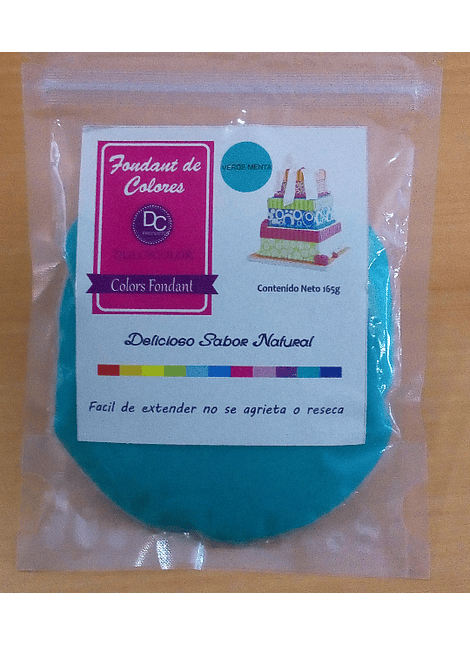 Fondant de
Colores
VERDE MENTA
DC
Colors Fondant
Contenido Neto 165g
Delicioso Sabor Natural
Facil de extender no se agrieta o reseca